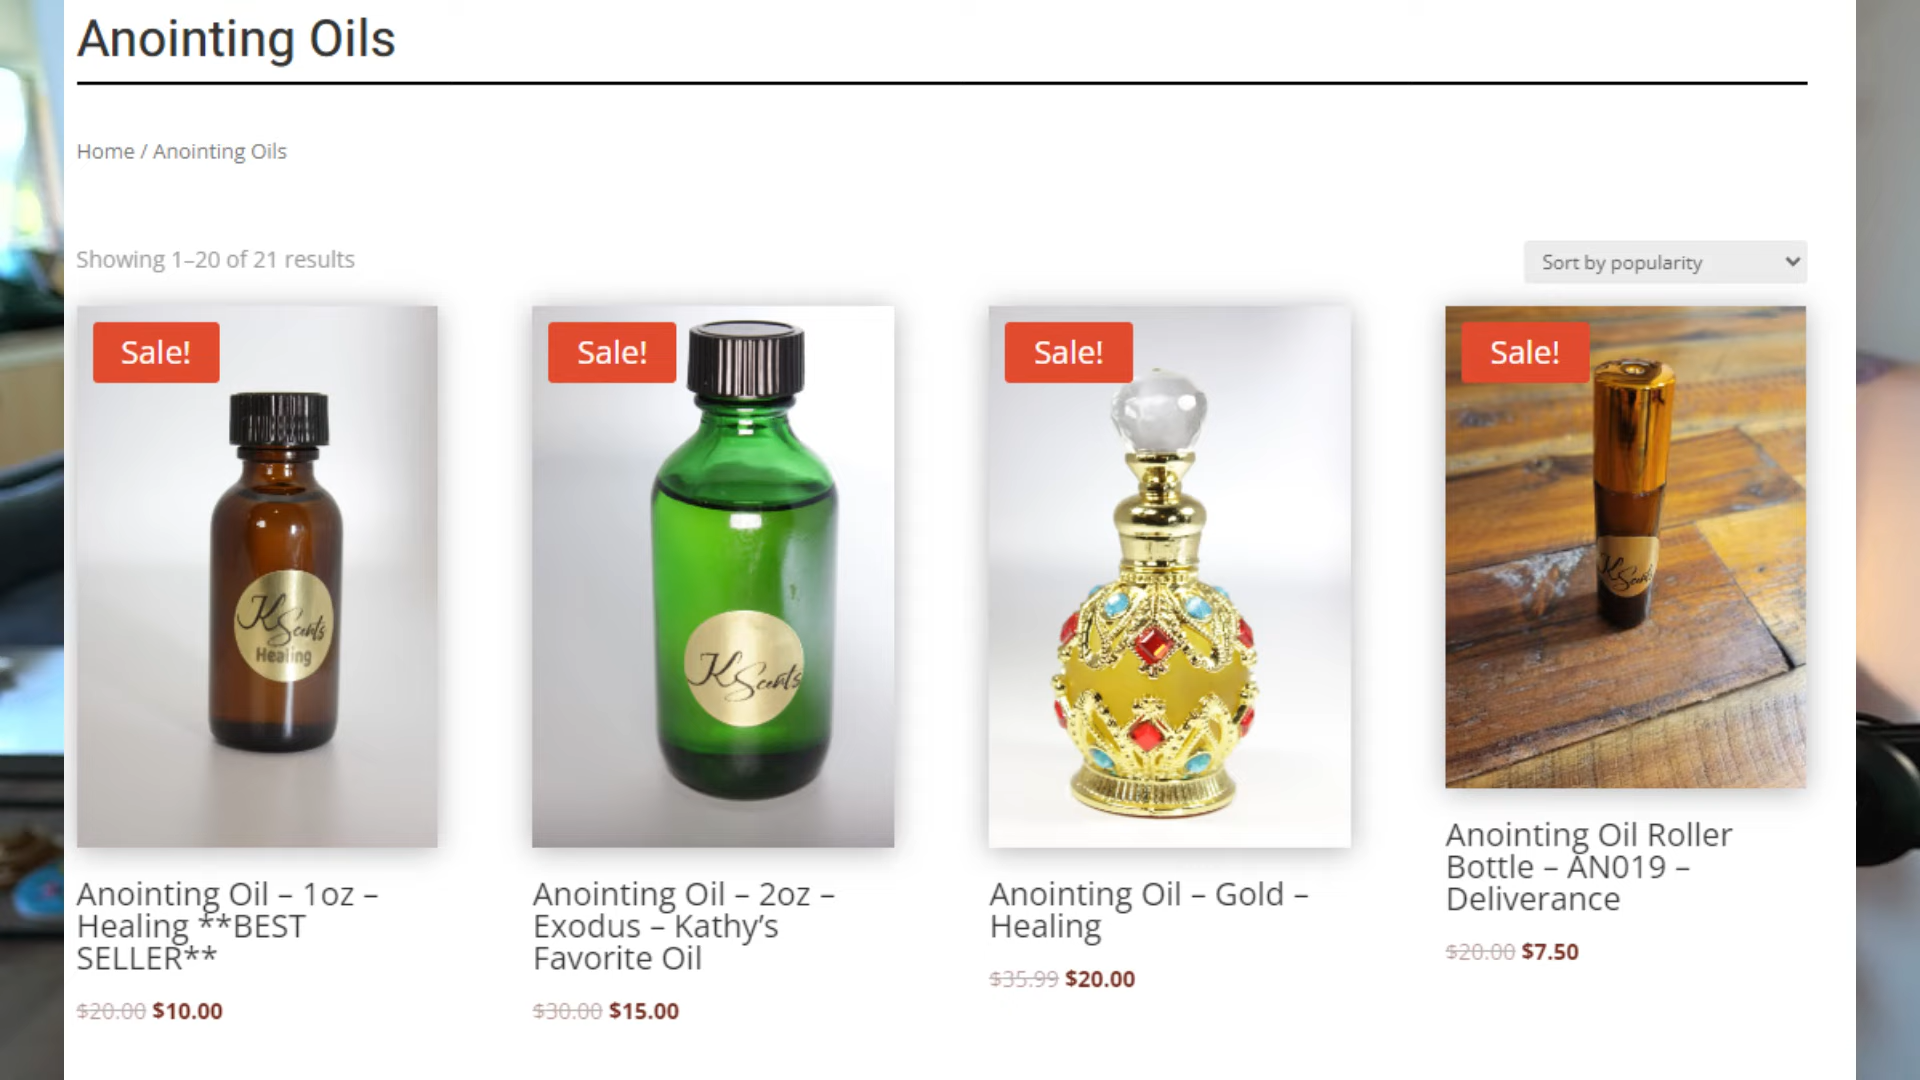 Anointing Oils
Home / Anointing Oils
Showing 1–20 of 21 results
Sort by popularity
Sale!
Sale!
Sale!
Sale!
KScents
Healing
KScents
KScents
Anointing Oil – 1oz –
Healing **BEST
SELLER**
$20.00 $10.00
Anointing Oil – 2oz –
Exodus – Kathy’s
Favorite Oil
$30.00 $15.00
Anointing Oil – Gold –
Healing
$35.99 $20.00
Anointing Oil Roller
Bottle – AN019 –
Deliverance
$20.00 $7.50